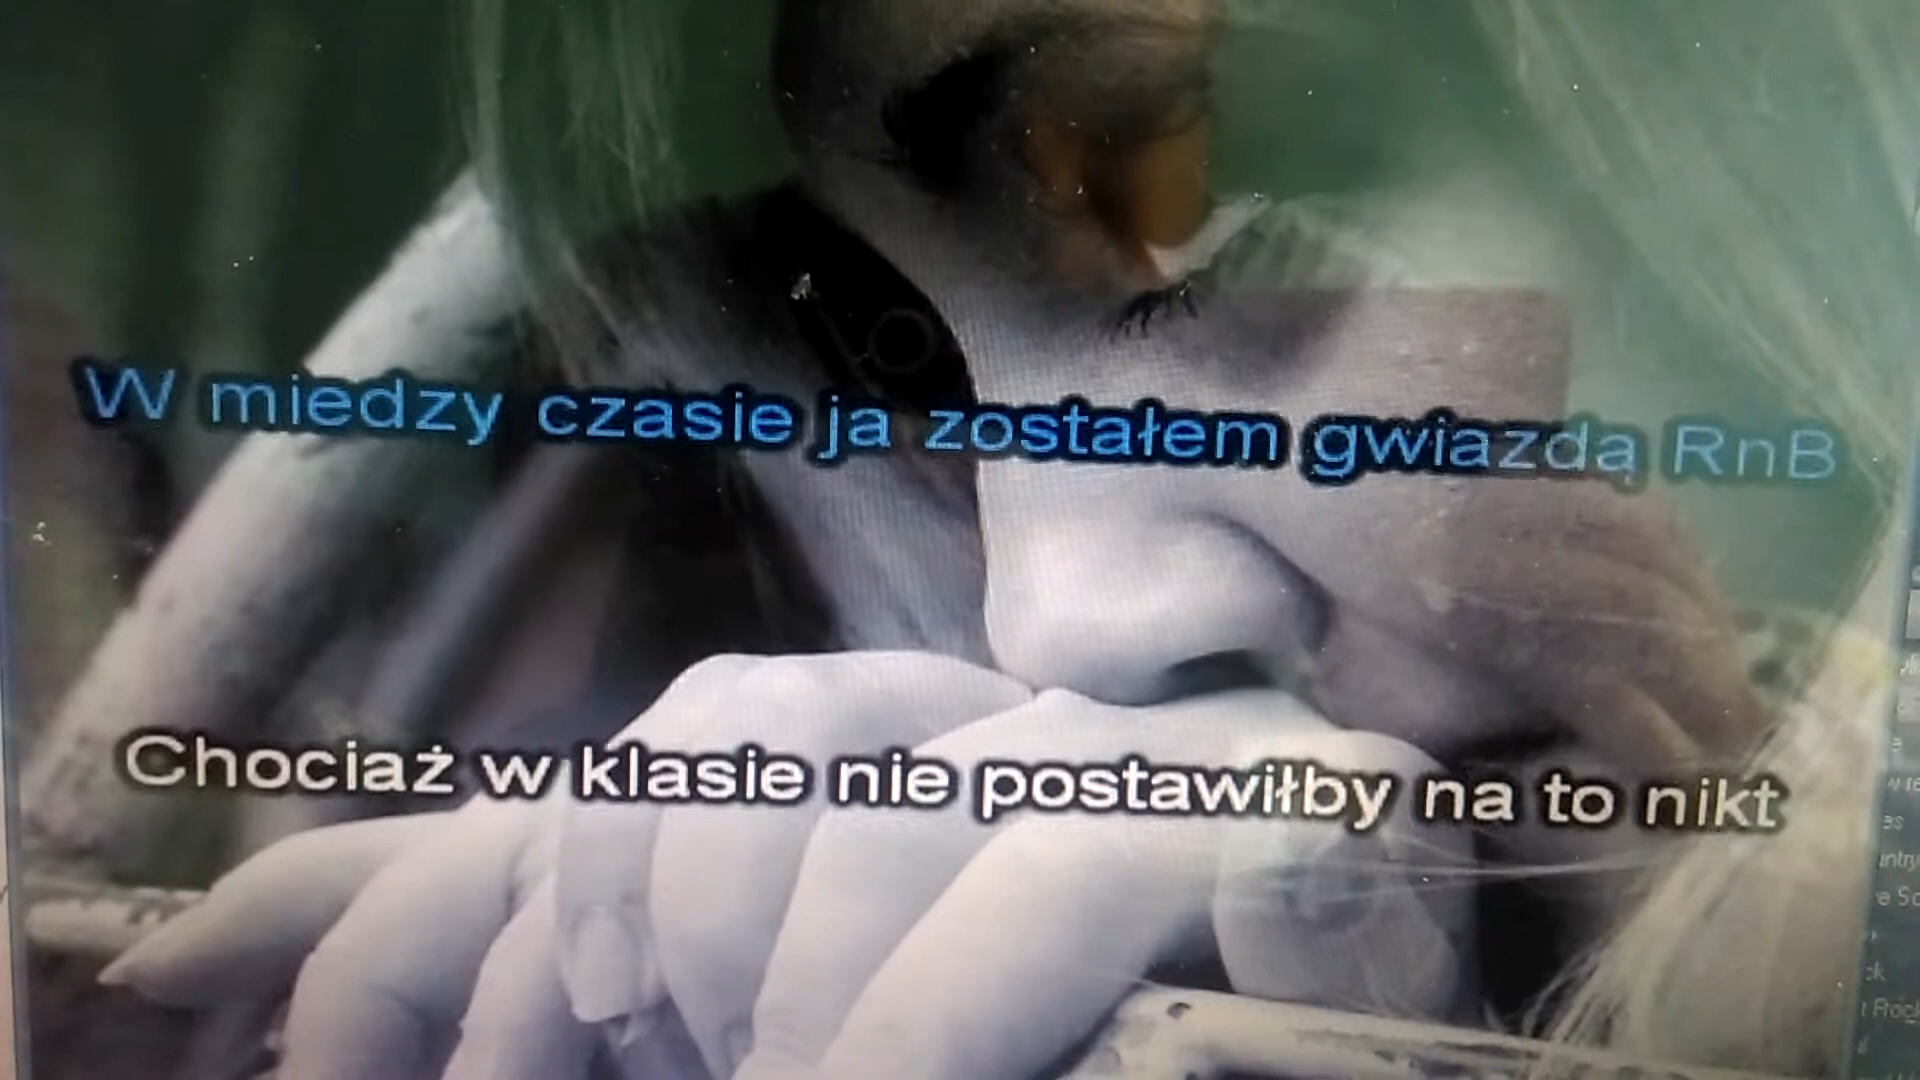 W miedzy czasie ja zostałem gwiazdą RnB
Chociaż w klasie nie postawiłby na to nikt